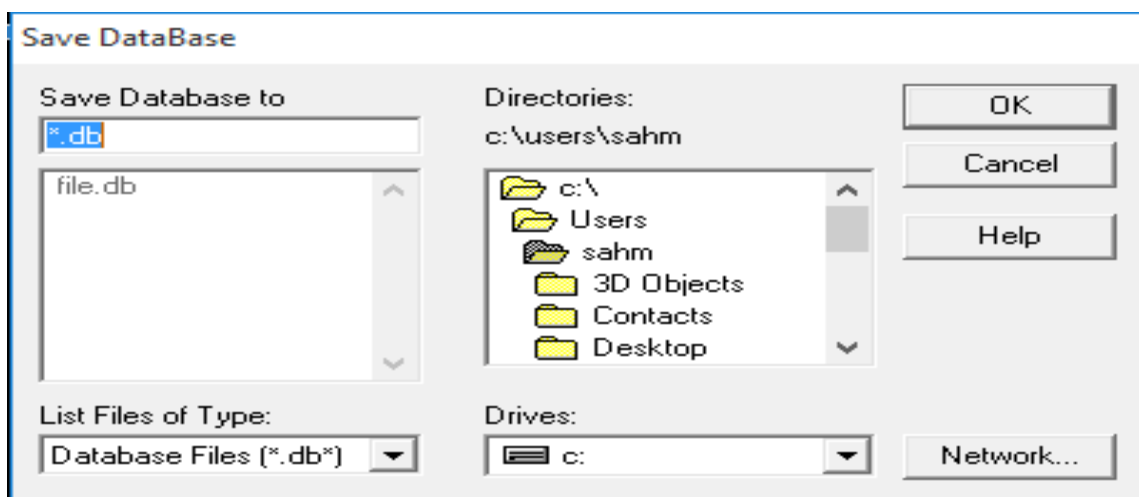 Save DataBase
Save Database to
*.db
file.db
List Files of Type:
Database Files (*.db*)
Directories:
c:\users\sahm
c:\
Users
sahm
3D Objects
Contacts
Desktop
Drives:
c:
OK
Cancel
Help
Network...